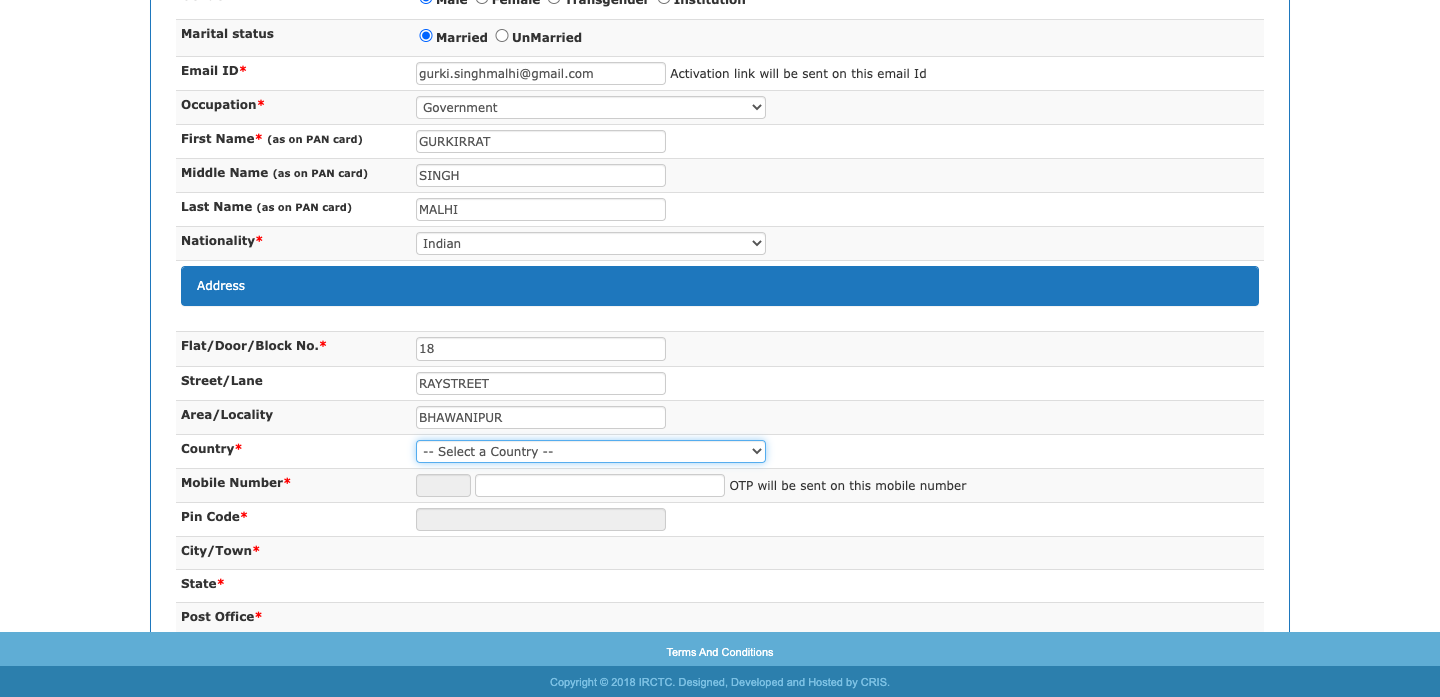 Male Female Transgender Institution
Marital status Married UnMarried
Email ID* gurki.singhmalhi@gmail.com Activation link will be sent on this email Id
Occupation* Government
First Name* (as on PAN card) GURKIRRAT
Middle Name (as on PAN card) SINGH
Last Name (as on PAN card) MALHI
Nationality* Indian
Address
Flat/Door/Block No.* 18
Street/Lane RAYSTREET
Area/Locality BHAWANIPUR
Country* -- Select a Country --
Mobile Number* OTP will be sent on this mobile number
Pin Code*
City/Town*
State*
Post Office*
Terms And Conditions
Copyright © 2018 IRCTC. Designed, Developed and Hosted by CRIS.